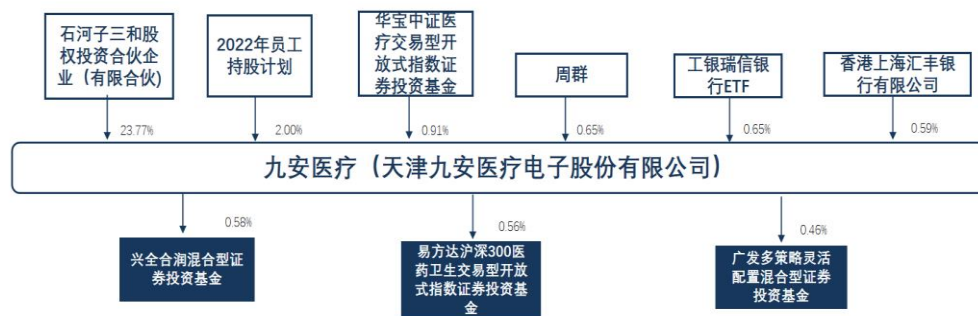 石河子三和股
权投资合伙企
业（有限合伙)
2022年员工
持股计划
华宝中证医
疗交易型开
放式指数证
券投资基金
周群
工银瑞信银
行ETF
香港上海汇丰银
行有限公司
23.77%
2.00%
0.91%
0.65%
0.65%
0.59%
九安医疗（天津九安医疗电子股份有限公司）
0.58%
0.56%
0.46%
兴全合润混合型证
券投资基金
易方达沪深300医
药卫生交易型开放
式指数证券投资基
金
广发多策略灵活
配置混合型证券
投资基金